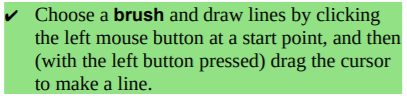 ✔ Choose a brush and draw lines by clicking
the left mouse button at a start point, and then
(with the left button pressed) drag the cursor
to make a line.